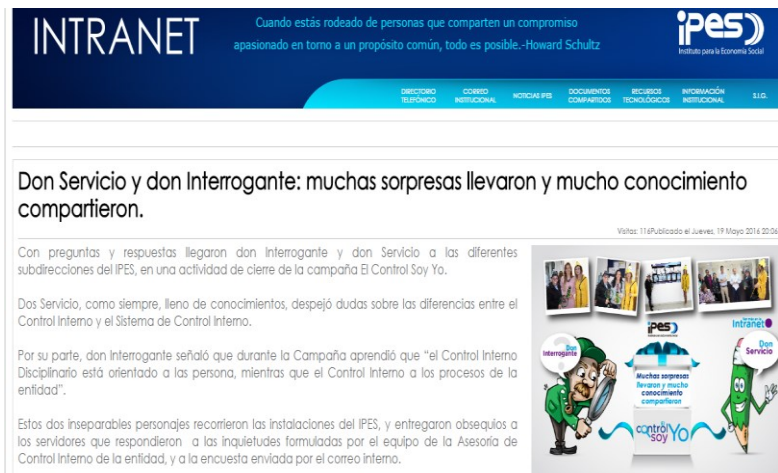 INTRANET
Cuando estás rodeado de personas que comparten un compromiso
apasionado en torno a un propósito común, todo es posible.-Howard Schultz
ipes
Instituto para la Economía Social
DIRECTORIO TELEFÓNICO
CORREO INSTITUCIONAL
NOTICIAS IPES
DOCUMENTOS COMPARTIDOS
RECURSOS TECNOLÓGICOS
INFORMACIÓN INSTITUCIONAL
S.I.G.
Don Servicio y don Interrogante: muchas sorpresas llevaron y mucho conocimiento
compartieron.
Visitas: 116Publicado el Jueves, 19 Mayo 2016 20:06
Con preguntas y respuestas llegaron don Interrogante y don Servicio a las diferentes
subdirecciones del IPES, en una actividad de cierre de la campaña El Control Soy Yo.
Dos Servicio, como siempre, lleno de conocimientos, despejó dudas sobre las diferencias entre el
Control Interno y el Sistema de Control Interno.
Por su parte, don Interrogante señaló que durante la Campaña aprendió que “el Control Interno
Disciplinario está orientado a las persona, mientras que el Control Interno a los procesos de la
entidad”.
Estos dos inseparables personajes recorrieron las instalaciones del IPES, y entregaron obsequios a
los servidores que respondieron a las inquietudes formuladas por el equipo de la Asesoría de
Control Interno de la entidad, y a la encuesta enviada por el correo interno.
ipes
Intranet
Don
Interrogante
Don
Servicio
Muchas sorpresas
llevaron y mucho
conocimiento
compartieron
control
soy Yo